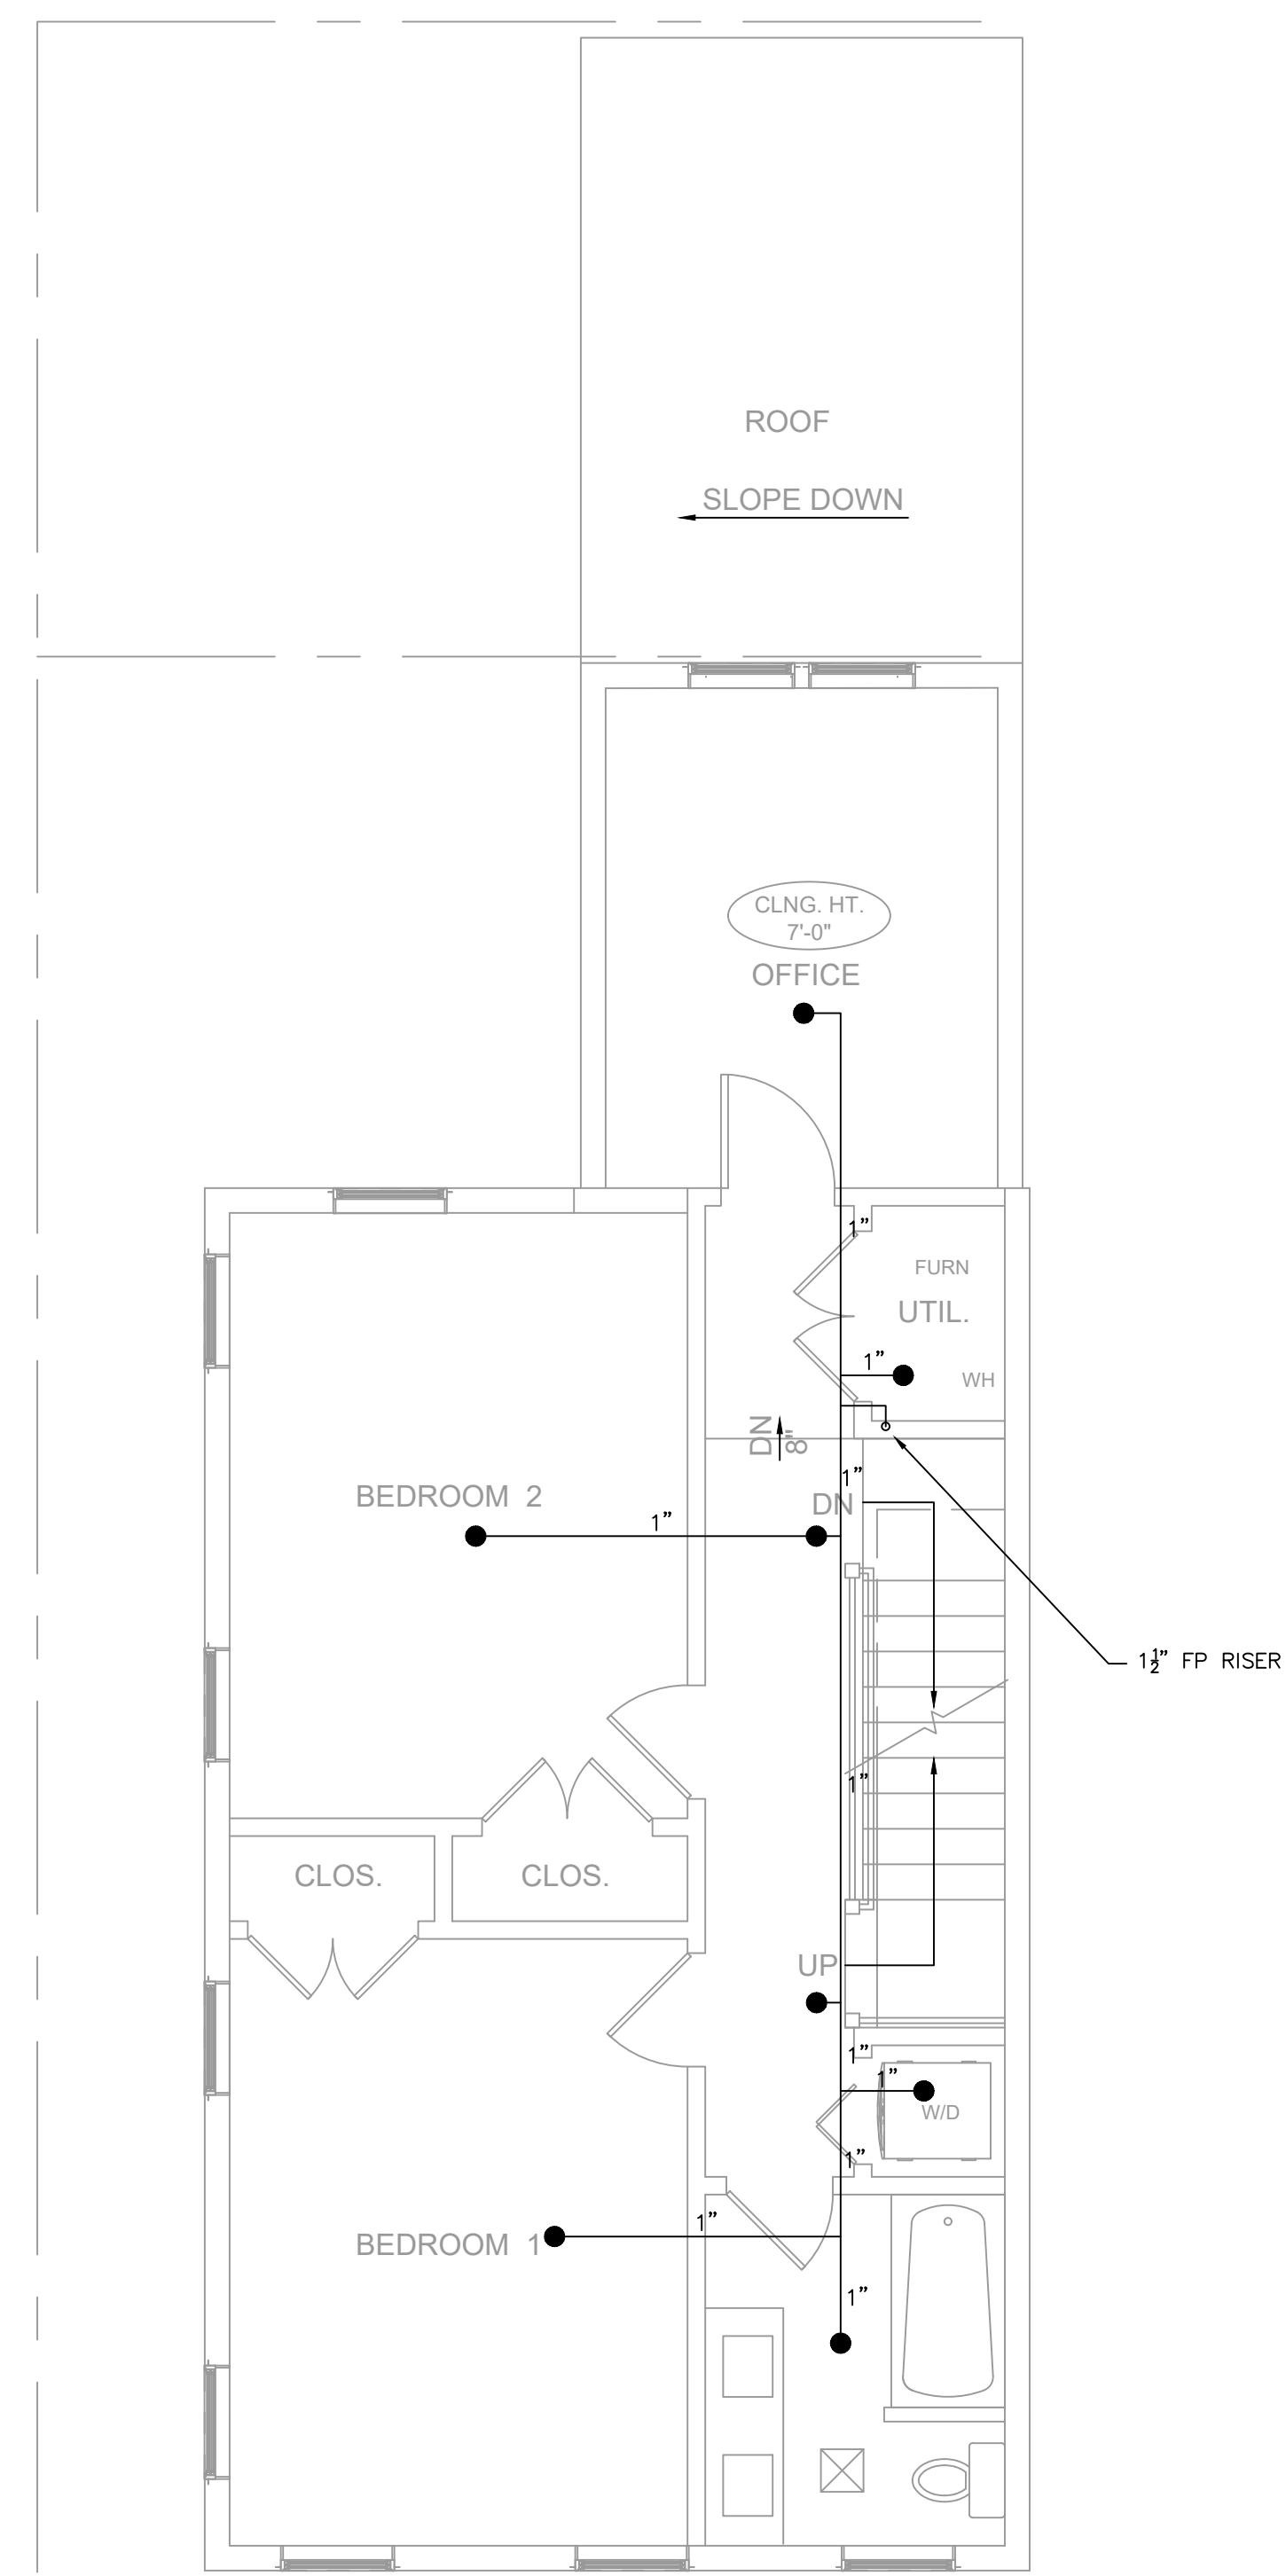 ROOF
SLOPE DOWN
CLNG. HT.
7'-0"
OFFICE
1”
FURN
UTIL.
1”
WH
DN
8"
1”
BEDROOM 2
DN
1”
1½” FP RISER
1”
CLOS.
CLOS.
UP
1”
1”
W/D
1”
1”
BEDROOM 1
1”